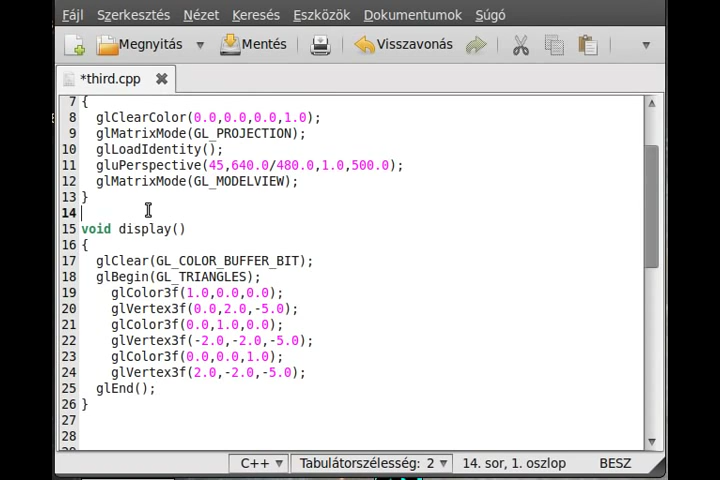 Fájl Szerkesztés Nézet Keresés Eszközök Dokumentumok Súgó
Megnyitás Mentés Visszavonás
*third.cpp
7 {
8 glClearColor(0.0,0.0,0.0,1.0);
9 glMatrixMode(GL_PROJECTION);
10 glLoadIdentity();
11 gluPerspective(45,640.0/480.0,1.0,500.0);
12 glMatrixMode(GL_MODELVIEW);
13 }
14
15 void display()
16 {
17 glClear(GL_COLOR_BUFFER_BIT);
18 glBegin(GL_TRIANGLES);
19 glColor3f(1.0,0.0,0.0);
20 glVertex3f(0.0,2.0,-5.0);
21 glColor3f(0.0,1.0,0.0);
22 glVertex3f(-2.0,-2.0,-5.0);
23 glColor3f(0.0,0.0,1.0);
24 glVertex3f(2.0,-2.0,-5.0);
25 glEnd();
26 }
27
28
C++ Tabulátorszélesség: 2 14. sor, 1. oszlop BESZ